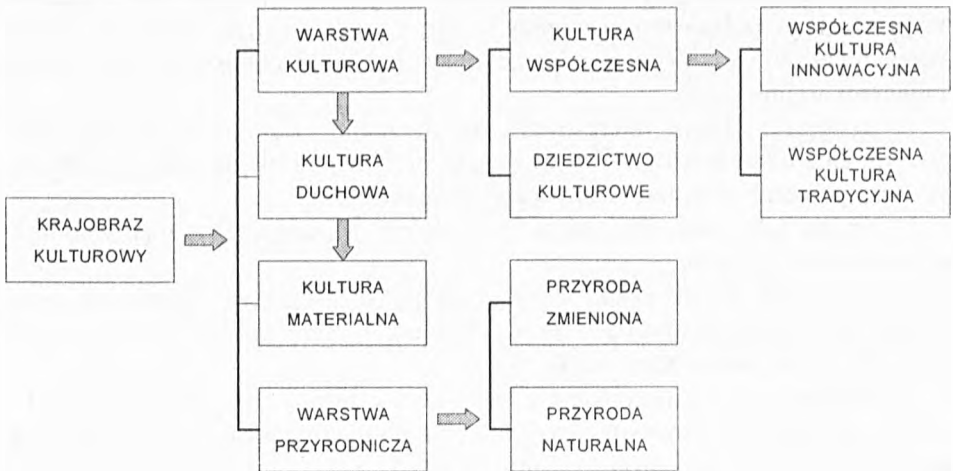 WARSTWA
KULTUROWA
KULTURA
WSPÓŁCZESNA
WSPÓŁCZESNA
KULTURA
INNOWACYJNA
KULTURA
DUCHOWA
DZIEDZICTWO
KULTUROWE
WSPÓŁCZESNA
KULTURA
TRADYCYJNA
KRAJOBRAZ
KULTUROWY
KULTURA
MATERIALNA
PRZYRODA
ZMIENIONA
WARSTWA
PRZYRODNICZA
PRZYRODA
NATURALNA